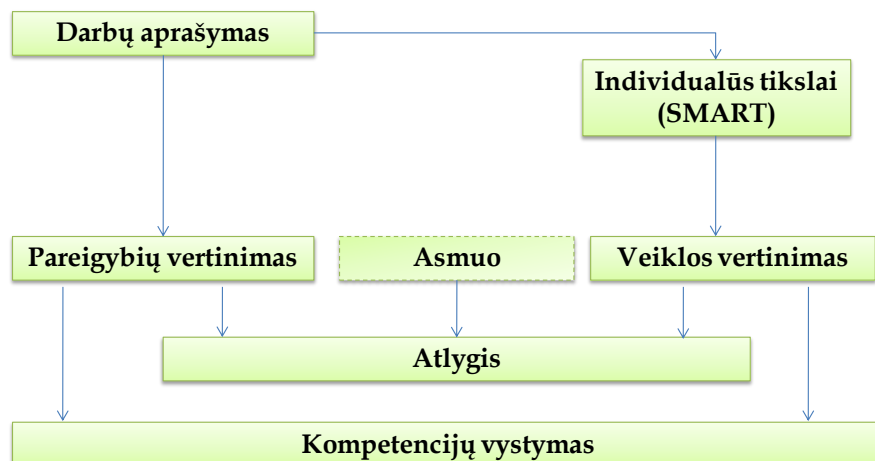 Darbų aprašymas
Individualūs tikslai
(SMART)
Pareigybių vertinimas
Asmuo
Veiklos vertinimas
Atlygis
Kompetencijų vystymas